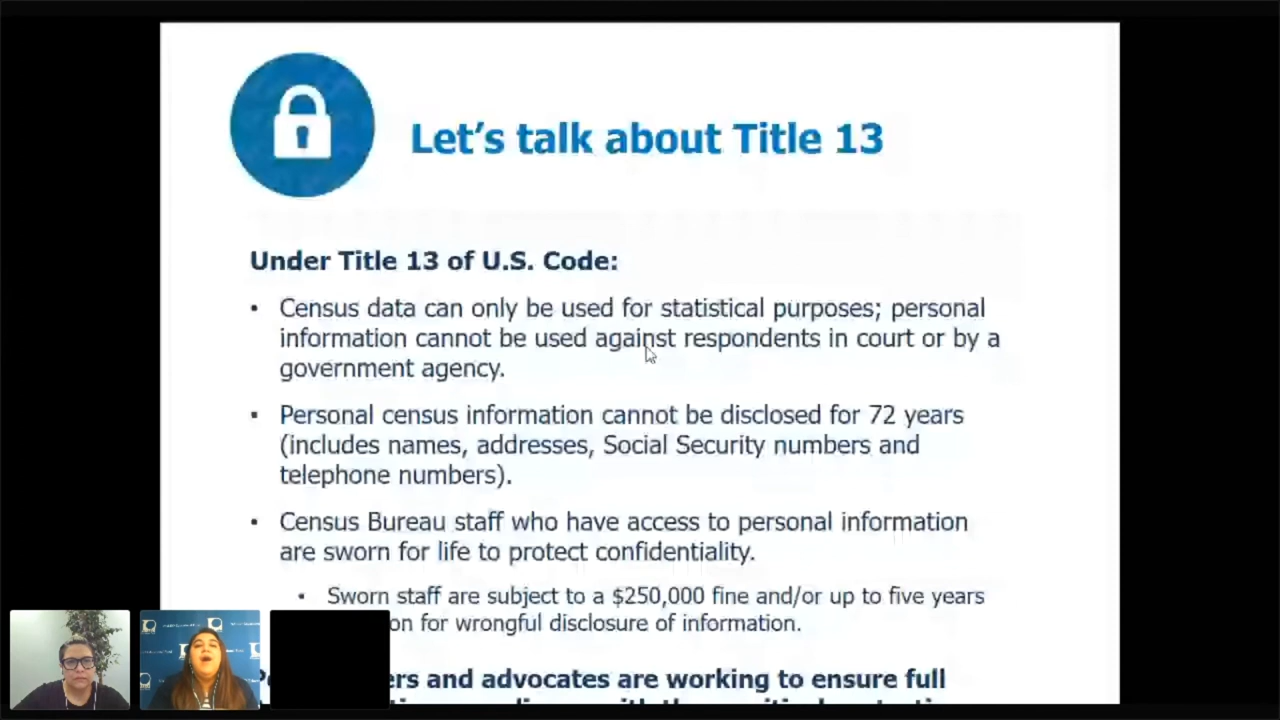 Let's talk about Title 13
Under Title 13 of U.S. Code:
• Census data can only be used for statistical purposes; personal
information cannot be used against respondents in court or by a
government agency.
• Personal census information cannot be disclosed for 72 years
(includes names, addresses, Social Security numbers and
telephone numbers).
• Census Bureau staff who have access to personal information
are sworn for life to protect confidentiality.
• Sworn staff are subject to a $250,000 fine and/or up to five years
on for wrongful disclosure of information.
ers and advocates are working to ensure full